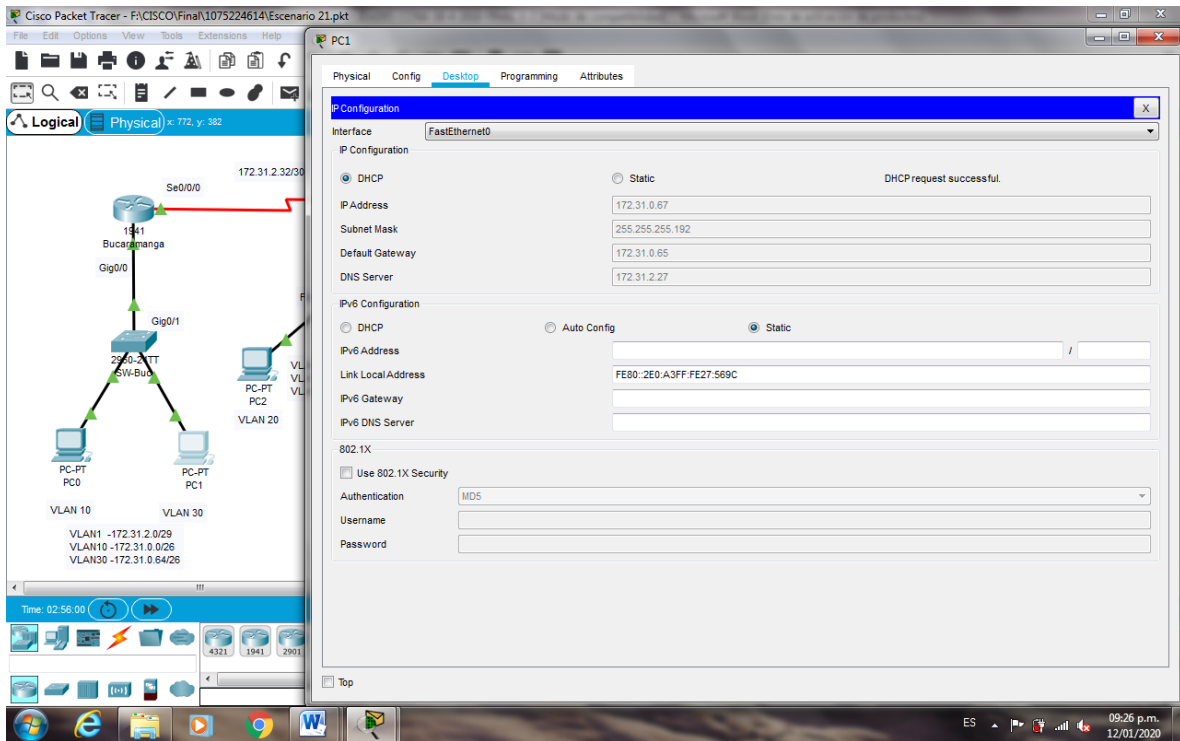 Cisco Packet Tracer - F:\CISCO\Final\1075224614\Escenario 21.pkt
File Edit Options View Tools Extensions Help
Logical
Physical
x: 772, y: 382
172.31.2.32/30
Se0/0/0
1941
Bucaramanga
Gig0/0
Gig0/1
SW-Buc
PC-PT
PC2
VLAN 20
VL
VL
VL
PC-PT
PC0
PC-PT
PC1
VLAN 10
VLAN 30
VLAN1 -172.31.2.0/29
VLAN10 -172.31.0.0/26
VLAN30 -172.31.0.64/26
Time: 02:56:00
4321
1941
2901
PC1
Physical Config Desktop Programming Attributes
IP Configuration
X
Interface
FastEthernet0
IP Configuration
DHCP
Static
DHCP request successful.
IP Address
172.31.0.67
Subnet Mask
255.255.255.192
Default Gateway
172.31.0.65
DNS Server
172.31.2.27
IPv6 Configuration
DHCP
Auto Config
Static
IPv6 Address
/
Link Local Address
FE80::2E0:A3FF:FE27:569C
IPv6 Gateway
IPv6 DNS Server
802.1X
Use 802.1X Security
Authentication
MD5
Username
Password
Top
ES
09:26 p.m.
12/01/2020